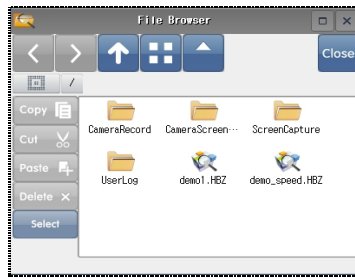 File Browser
Close
/
Copy
Cut
Paste
Delete
Select
CameraRecord CameraScreen… ScreenCapture
UserLog demo1.HBZ demo_speed.HBZ